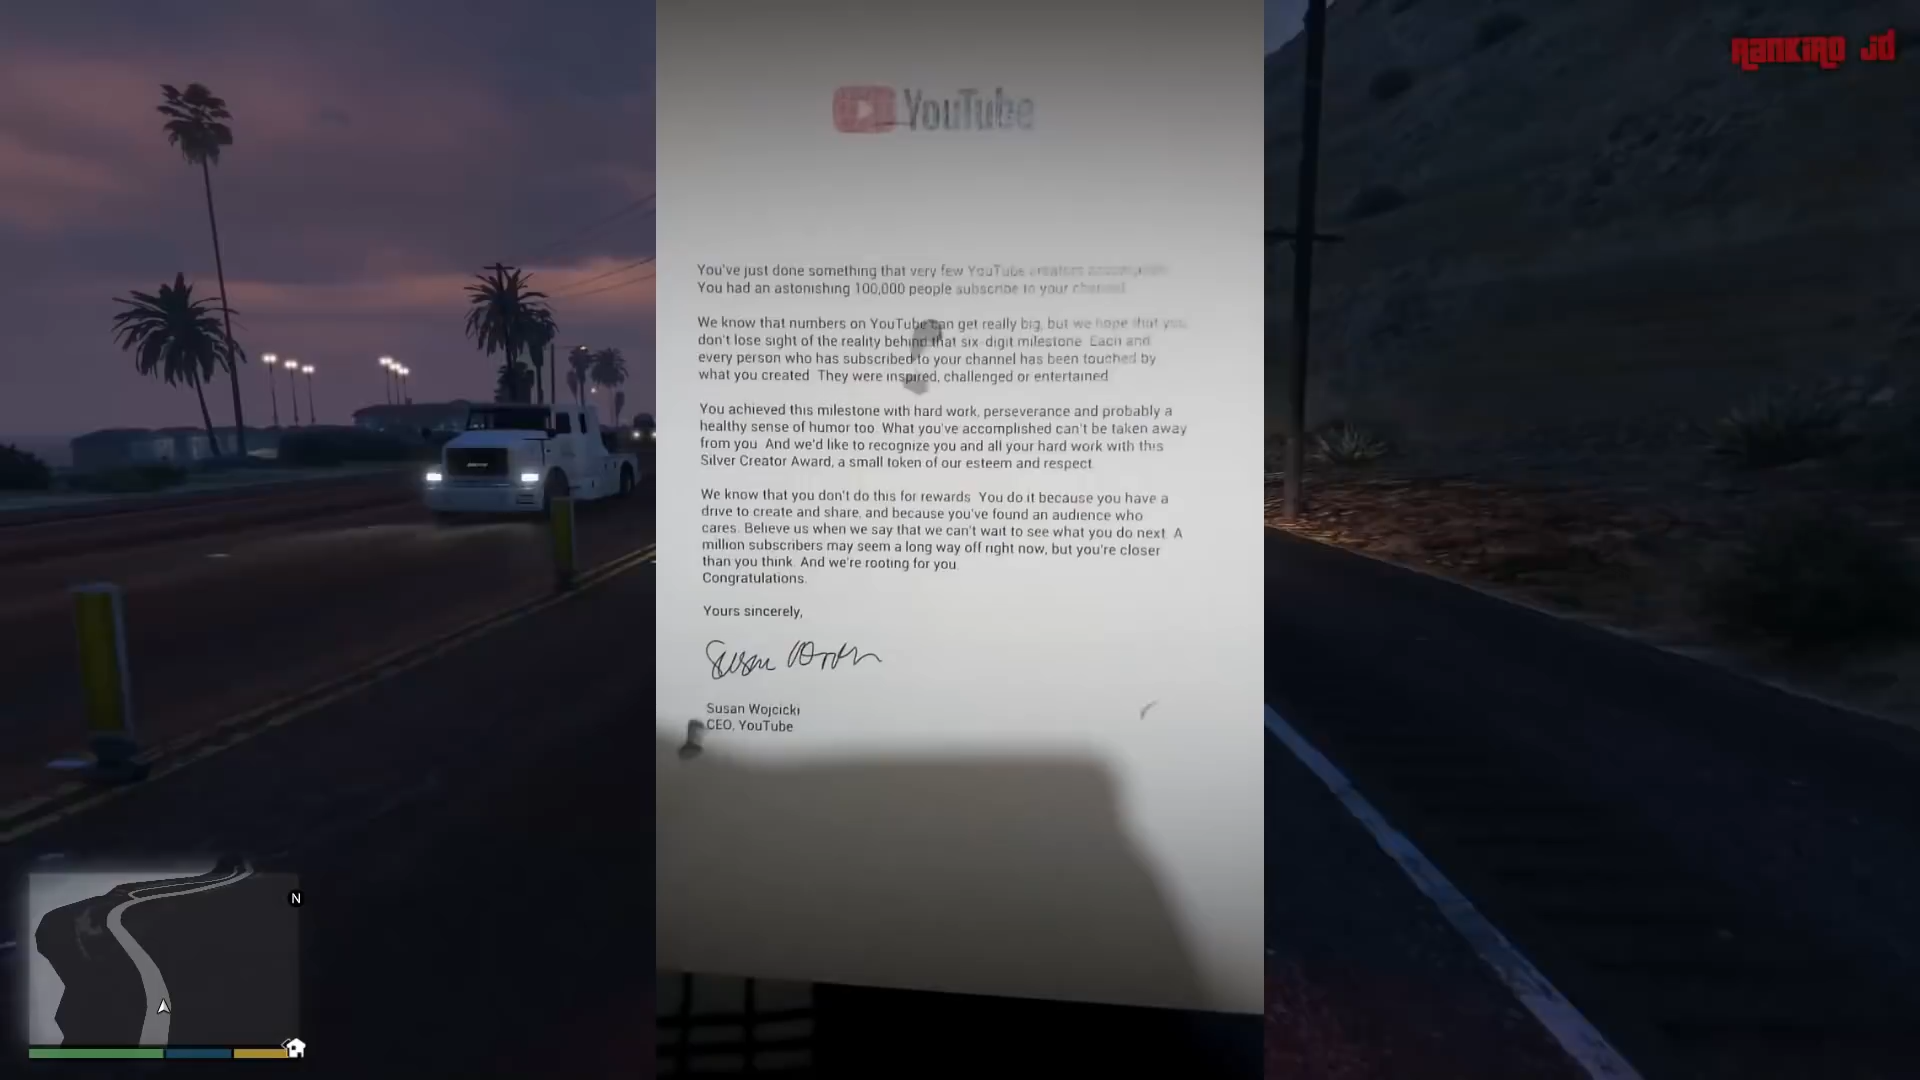 Rankiro Jd
YouTube
You've just done something that very few YouTube creators accomplish
You had an astonishing 100,000 people subscribe to your channel
We know that numbers on YouTube can get really big, but we hope that you
don't lose sight of the reality behind that six-digit milestone. Each and
every person who has subscribed to your channel has been touched by
what you created. They were inspired, challenged or entertained.
You achieved this milestone with hard work, perseverance and probably a
healthy sense of humor too. What you've accomplished can't be taken away
from you. And we'd like to recognize you and all your hard work with this
Silver Creator Award, a small token of our esteem and respect.
We know that you don't do this for rewards. You do it because you have a
drive to create and share, and because you've found an audience who
cares. Believe us when we say that we can't wait to see what you do next. A
million subscribers may seem a long way off right now, but you're closer
than you think. And we're rooting for you.
Congratulations.
Yours sincerely,
Susan Wojcicki
CEO, YouTube
N